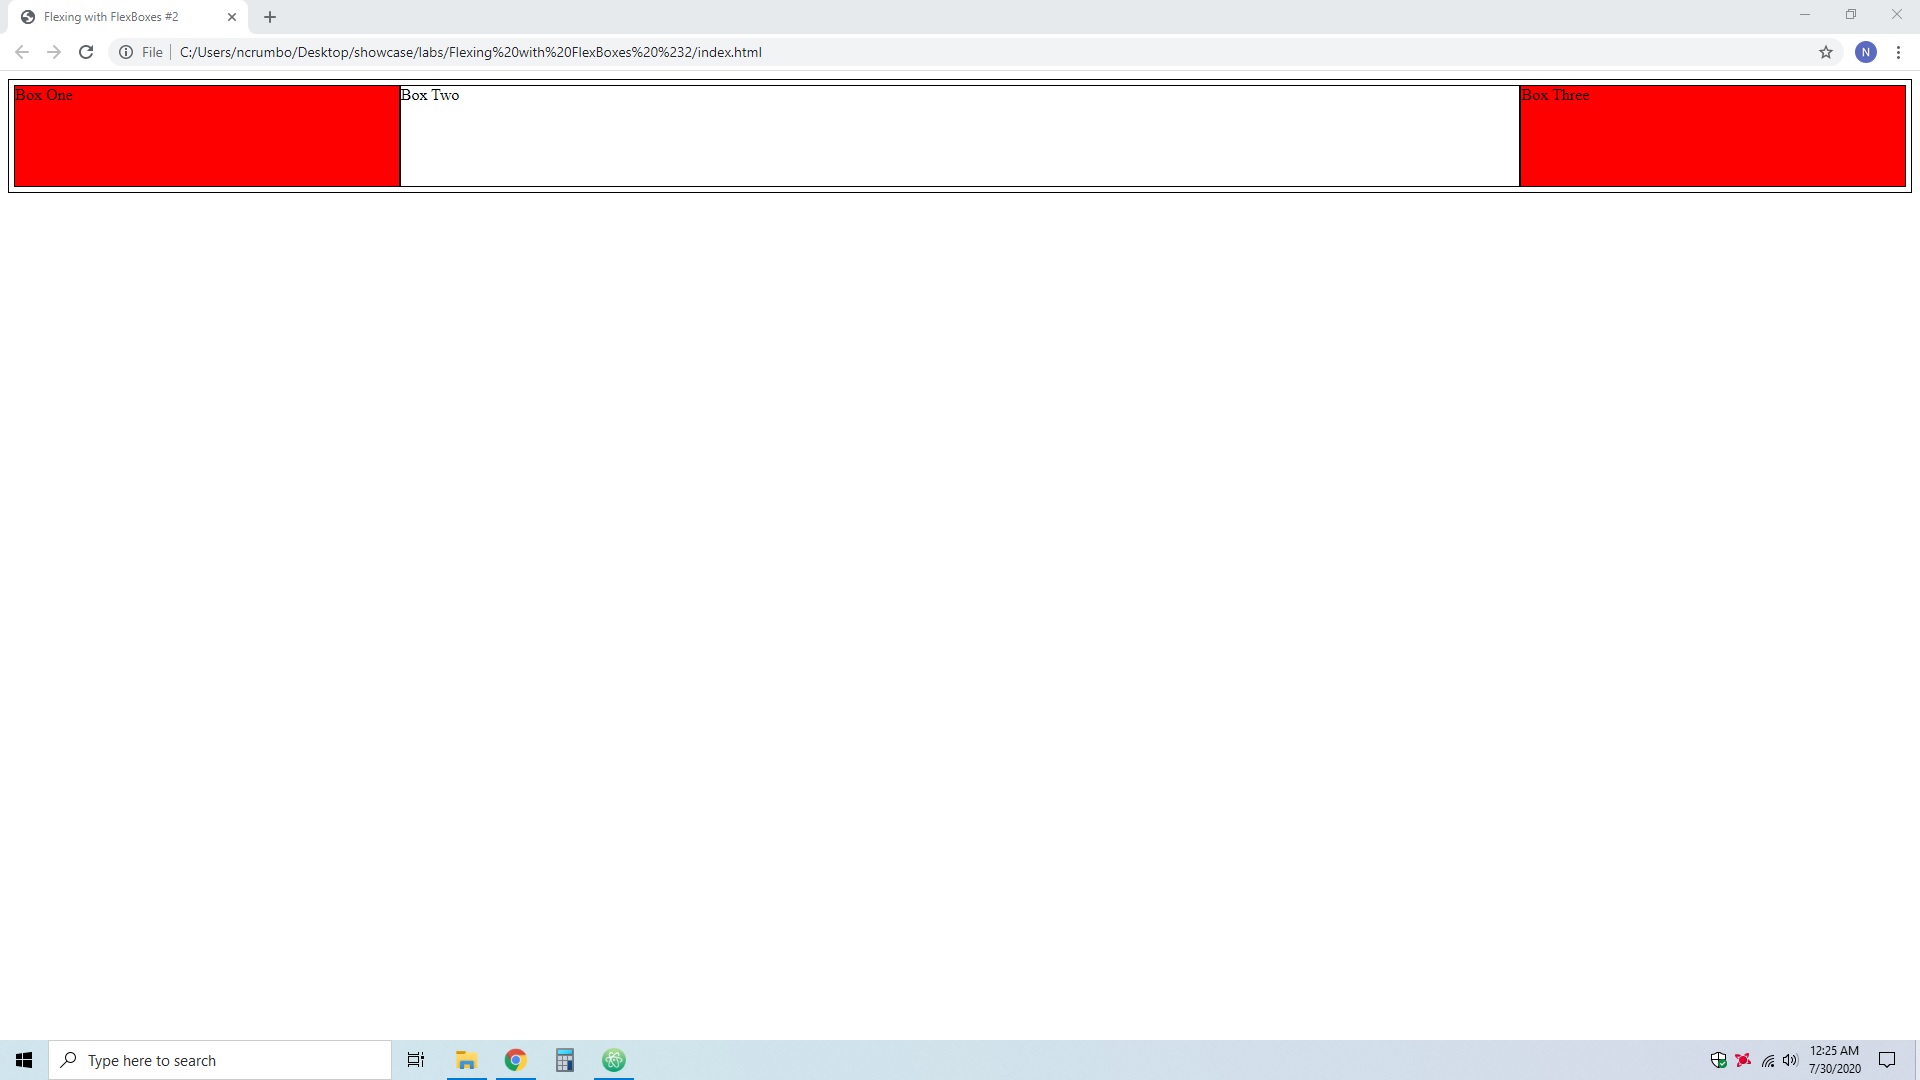 Flexing with FlexBoxes #2
File
C:/Users/ncrumbo/Desktop/showcase/labs/Flexing%20with%20FlexBoxes%20%232/index.html
N
Box One
Box Two
Box Three
Type here to search
12:25 AM
7/30/2020